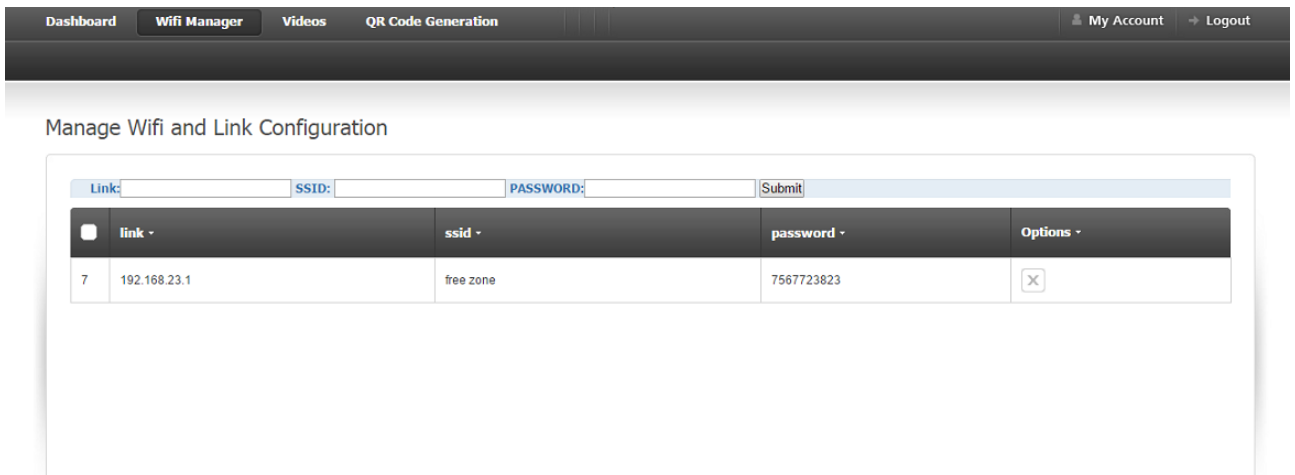 Dashboard Wifi Manager Videos QR Code Generation My Account Logout
Manage Wifi and Link Configuration
Link: SSID: PASSWORD: Submit
link ssid password Options
7 192.168.23.1 free zone 7567723823